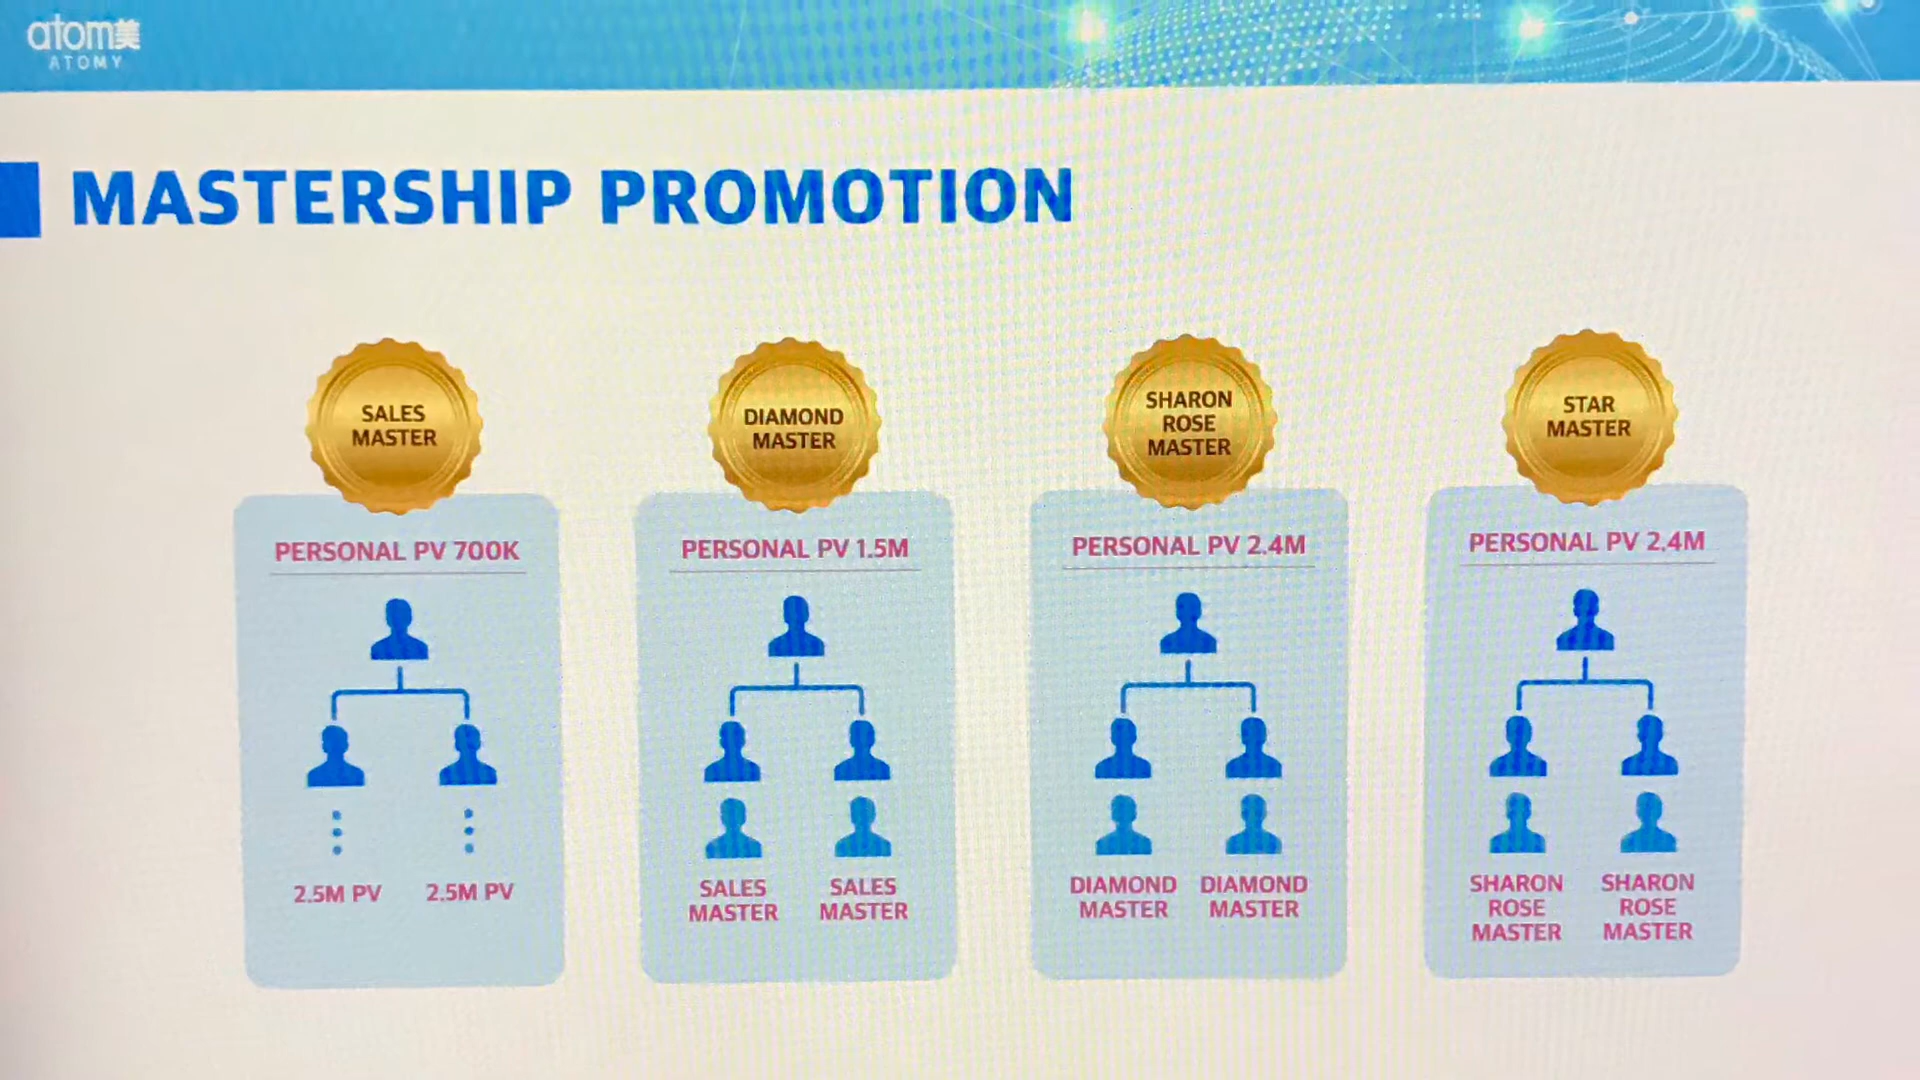 atom美
ATOMY
MASTERSHIP PROMOTION
SALES
MASTER
PERSONAL PV 700K
2.5M PV
2.5M PV
DIAMOND
MASTER
PERSONAL PV 1.5M
SALES
MASTER
SALES
MASTER
SHARON
ROSE
MASTER
PERSONAL PV 2.4M
DIAMOND
MASTER
DIAMOND
MASTER
STAR
MASTER
PERSONAL PV 2.4M
SHARON
ROSE
MASTER
SHARON
ROSE
MASTER